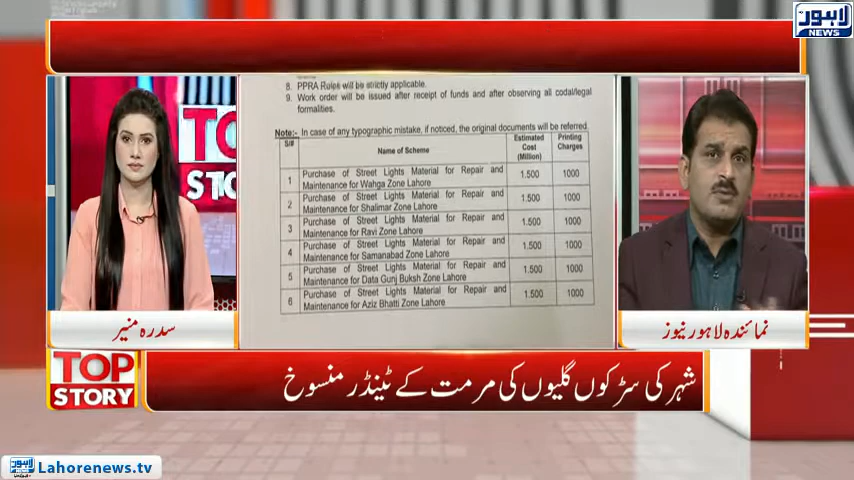 لاہور
NEWS
TOP
STO
8. PPRA Rules will be strictly applicable.
9. Work order will be issued after receipt of funds and after observing all codal/legal
formalities.
Note:- In case of any typographic mistake, if noticed, the original documents will be referred.
S/# Name of Scheme Estimated Cost (Million) Printing Charges
1 Purchase of Street Lights Material for Repair and Maintenance for Wahga Zone Lahore 1.500 1000
2 Purchase of Street Lights Material for Repair and Maintenance for Shalimar Zone Lahore 1.500 1000
3 Purchase of Street Lights Material for Repair and Maintenance for Ravi Zone Lahore 1.500 1000
4 Purchase of Street Lights Material for Repair and Maintenance for Samanabad Zone Lahore 1.500 1000
5 Purchase of Street Lights Material for Repair and Maintenance for Data Gunj Buksh Zone Lahore 1.500 1000
6 Purchase of Street Lights Material for Repair and Maintenance for Aziz Bhatti Zone Lahore 1.500 1000
سدرہ منیر
نمائندہ لاہور نیوز
TOP
STORY
شہر کی سڑکوں گلیوں کی مرمت کے ٹینڈر منسوخ
لاہور
Lahorenews.tv